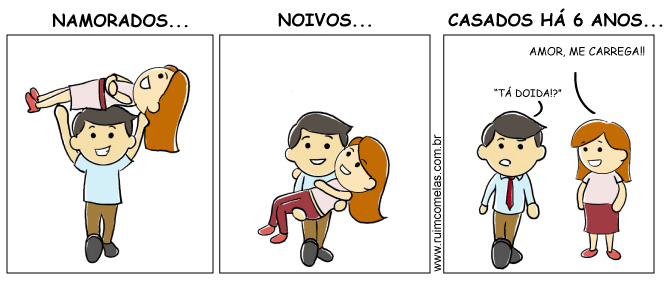 NAMORADOS...
NOIVOS...
CASADOS HÁ 6 ANOS...
AMOR, ME CARREGA!!
"TÁ DOIDA!?"
www.ruimcomelas.com.br